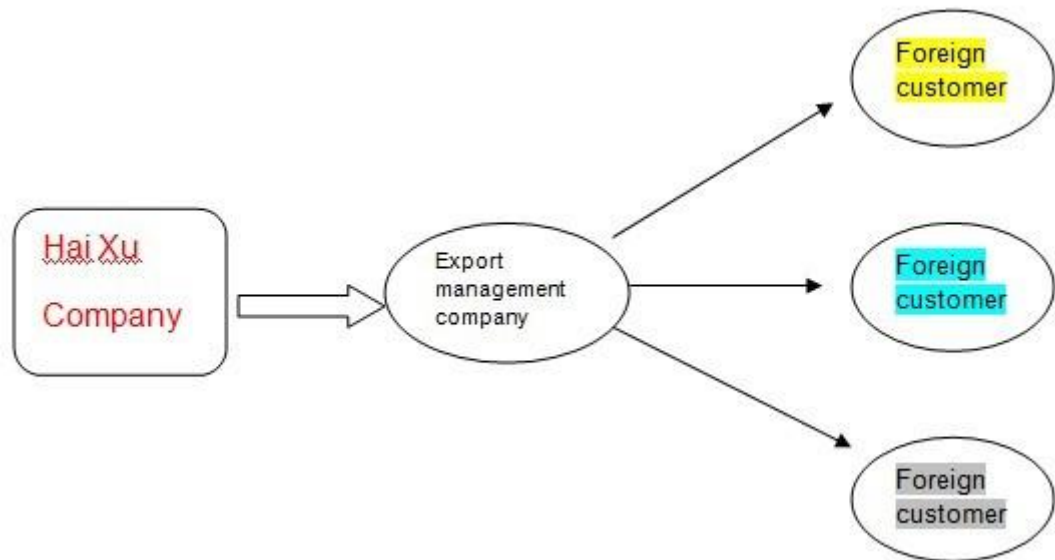 Hai Xu
Company
Export
management
company
Foreign
customer
Foreign
customer
Foreign
customer